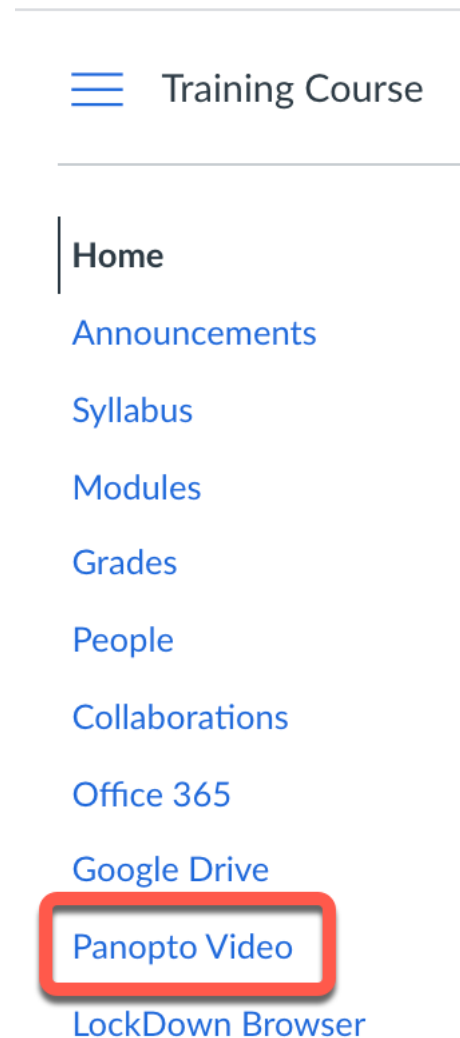 Training Course
Home
Announcements
Syllabus
Modules
Grades
People
Collaborations
Office 365
Google Drive
Panopto Video
LockDown Browser